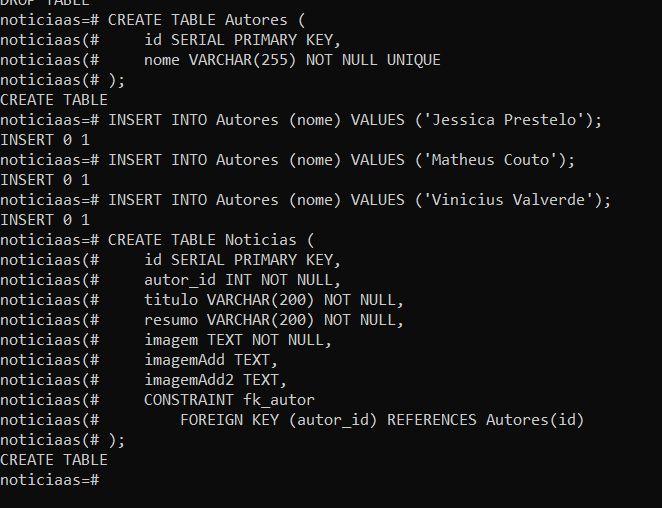 DROP TABLE
noticiaas=# CREATE TABLE Autores (
noticiaas(#     id SERIAL PRIMARY KEY,
noticiaas(#     nome VARCHAR(255) NOT NULL UNIQUE
noticiaas(# );
CREATE TABLE
noticiaas=# INSERT INTO Autores (nome) VALUES ('Jessica Prestelo');
INSERT 0 1
noticiaas=# INSERT INTO Autores (nome) VALUES ('Matheus Couto');
INSERT 0 1
noticiaas=# INSERT INTO Autores (nome) VALUES ('Vinicius Valverde');
INSERT 0 1
noticiaas=# CREATE TABLE Noticias (
noticiaas(#     id SERIAL PRIMARY KEY,
noticiaas(#     autor_id INT NOT NULL,
noticiaas(#     titulo VARCHAR(200) NOT NULL,
noticiaas(#     resumo VARCHAR(200) NOT NULL,
noticiaas(#     imagem TEXT NOT NULL,
noticiaas(#     imagemAdd TEXT,
noticiaas(#     imagemAdd2 TEXT,
noticiaas(#     CONSTRAINT fk_autor
noticiaas(#         FOREIGN KEY (autor_id) REFERENCES Autores(id)
noticiaas(# );
CREATE TABLE
noticiaas=#